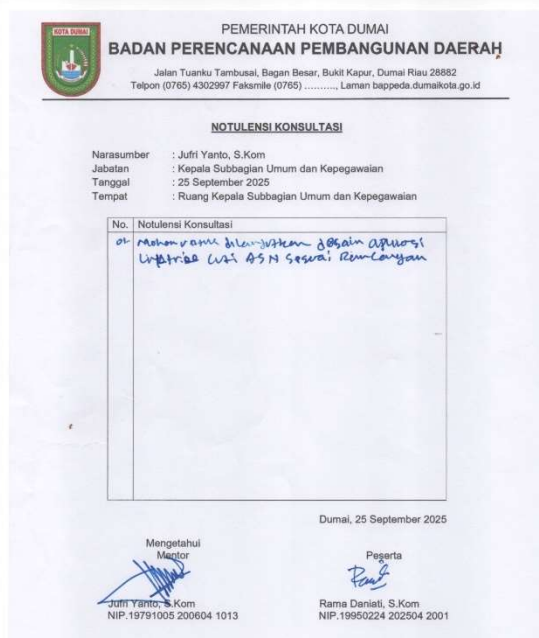 KOTA DUMAI
PEMERINTAH KOTA DUMAI
BADAN PERENCANAAN PEMBANGUNAN DAERAH
Jalan Tuanku Tambusai, Bagan Besar, Bukit Kapur, Dumai Riau 28882
Telpon (0765) 4302997 Faksmile (0765) .........., Laman bappeda.dumaikota.go.id
NOTULENSI KONSULTASI
Narasumber : Jufri Yanto, S.Kom
Jabatan : Kepala Subbagian Umum dan Kepegawaian
Tanggal : 25 September 2025
Tempat : Ruang Kepala Subbagian Umum dan Kepegawaian
No. Notulensi Konsultasi
Mohon untuk dilanjutkan desain aplikasi
cuti ASN sesuai Rancangan
Dumai, 25 September 2025
Mengetahui
Mentor
Peserta
Jufri Yanto, S.Kom
NIP.19791005 200604 1013
Rama Daniati, S.Kom
NIP.19950224 202504 2001